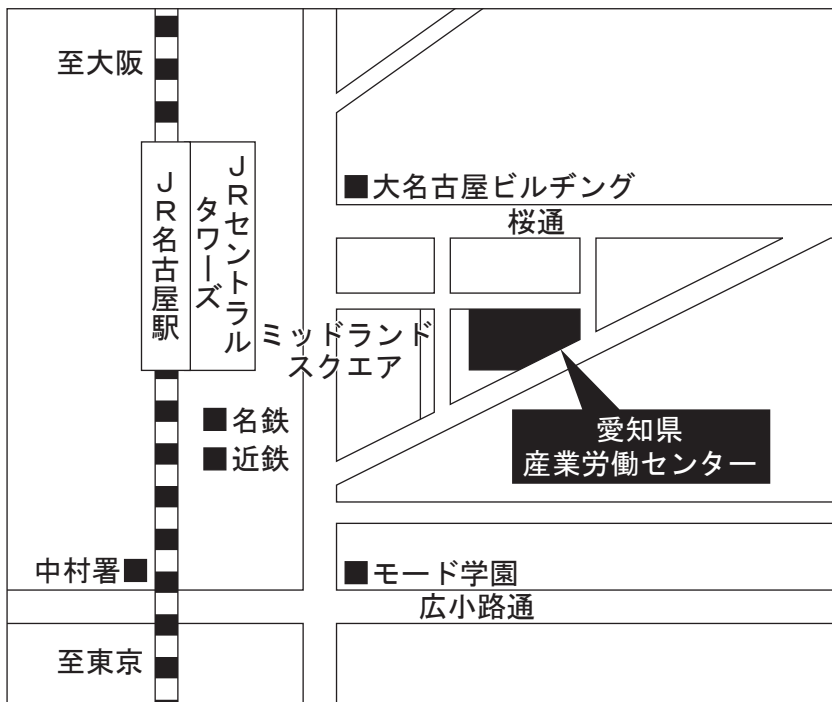 至大阪
■大名古屋ビルヂング
桜通
JR名古屋駅
JRセントラル
タワーズ
ミッドランド
スクエア
■名鉄
■近鉄
愛知県
産業労働センター
中村署■
■モード学園
広小路通
至東京